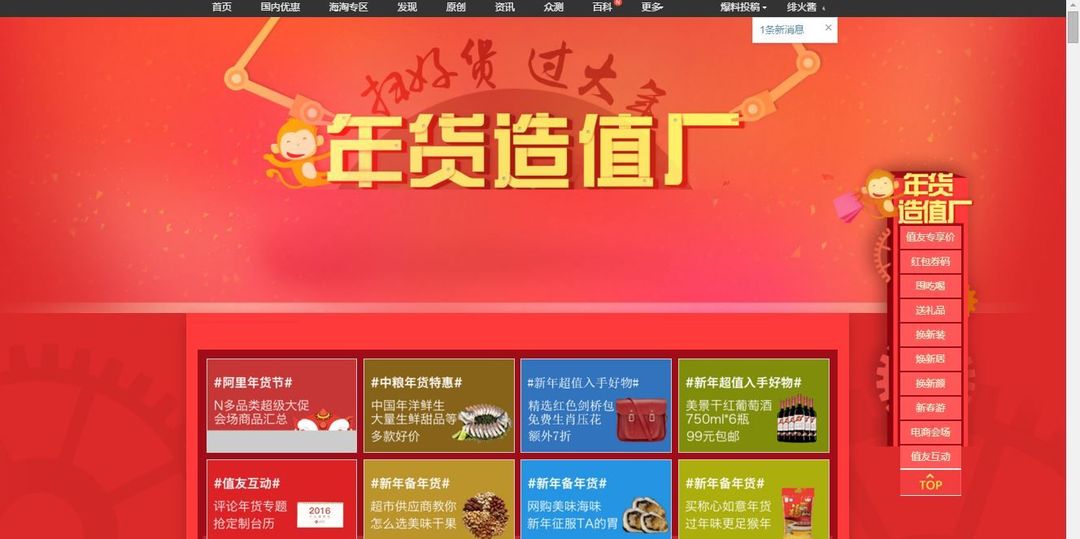 首页 国内优惠 海淘专区 发现 原创 资讯 众测 百科 N 更多 爆料投稿 绯火酱 4
1条新消息 ×
扫好货 过大年
年货造值厂
年货
造值厂
值友专享价
红包券码
囤吃喝
送礼品
换新装
换新居
换新颜
新春游
电商会场
值友互动
TOP
#阿里年货节#
N多品类超级大促
会场商品汇总
#中粮年货特惠#
中国年洋鲜生
大量生鲜甜品等
多款好价
#新年超值入手好物#
精选红色剑桥包
免费生肖压花
额外7折
#新年超值入手好物#
美景干红葡萄酒
750ml*6瓶
99元包邮
#值友互动#
评论年货专题
抢定制台历
2016
#新年备年货#
超市供应商教你
怎么选美味干果
#新年备年货#
网购美味海味
新年征服TA的胃
#新年备年货#
买称心如意年货
过年味更足猴年